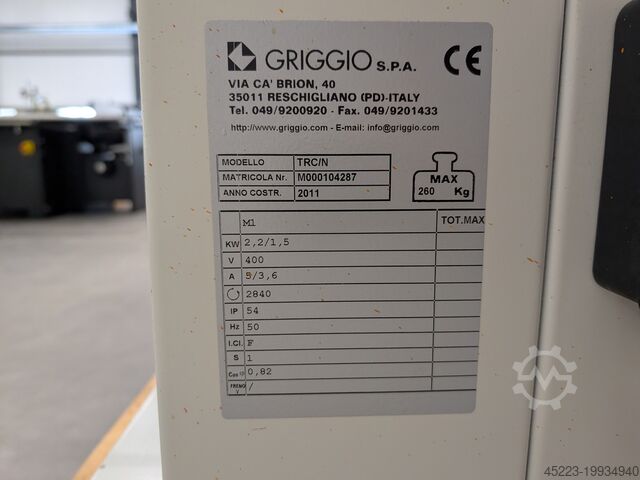 GRIGGIO S.P.A. CE
VIA CA' BRION, 40
35011 RESCHIGLIANO (PD)-ITALY
Tel. 049/9200920 - Fax. 049/9201433
http://www.griggio.com - E-mail: info@griggio.com
MODELLO TRC/N
MATRICOLA Nr. M000104287
ANNO COSTR. 2011
MAX
260 Kg
M1 TOT.MAX
KW 2,2/1,5
V 400
A 5/3,6
2840
IP 54
Hz 50
I.Cl. F
S 1
Cos φ 0,82
FRENO /
V
45223-19934940